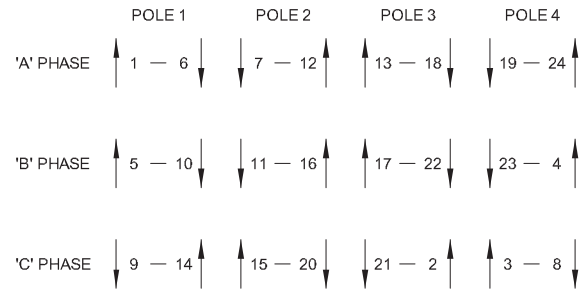 POLE 1 POLE 2 POLE 3 POLE 4
'A' PHASE 1 — 6 7 — 12 13 — 18 19 — 24
'B' PHASE 5 — 10 11 — 16 17 — 22 23 — 4
'C' PHASE 9 — 14 15 — 20 21 — 2 3 — 8